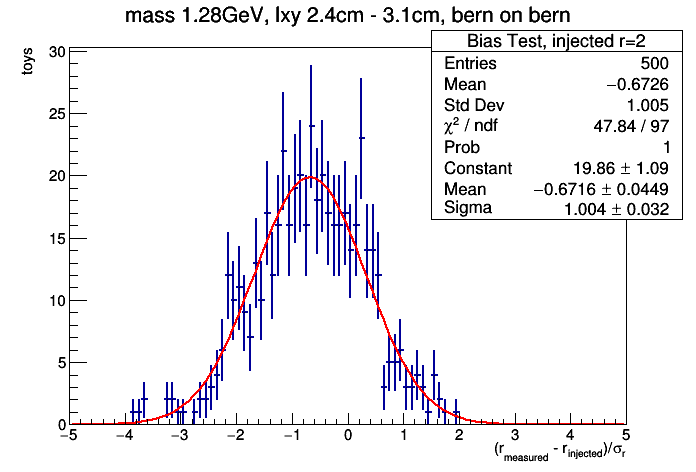 mass 1.28GeV, lxy 2.4cm - 3.1cm, bern on bern
toys
Bias Test, injected r=2
Entries 500
Mean −0.6726
Std Dev 1.005
χ² / ndf 47.84 / 97
Prob 1
Constant 19.86 ± 1.09
Mean −0.6716 ± 0.0449
Sigma 1.004 ± 0.032
30
25
20
15
10
5
0
−5 −4 −3 −2 −1 0 1 2 3 4 5
(r_measured - r_injected)/σ_r